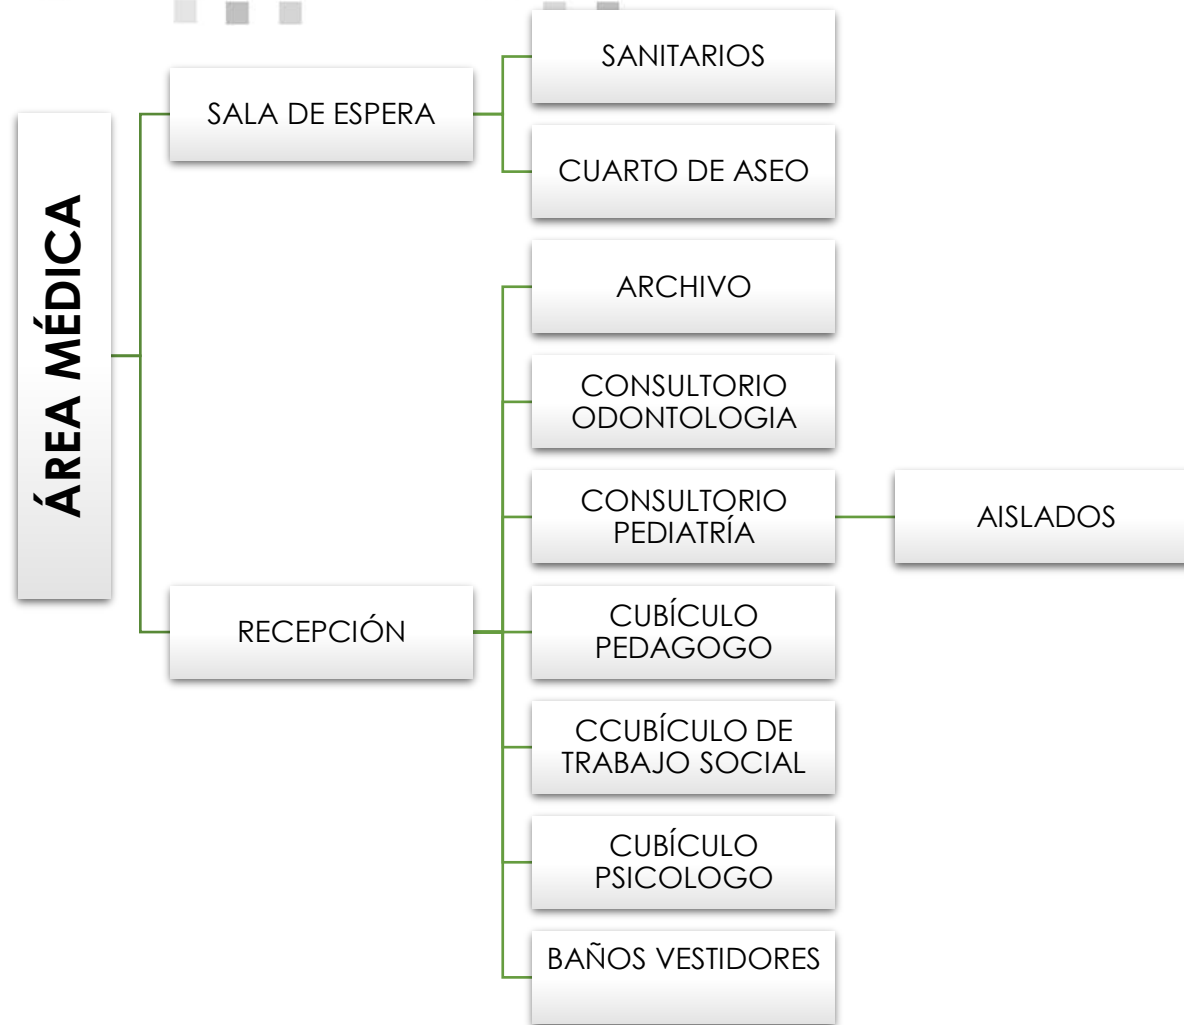 ÁREA MÉDICA
SALA DE ESPERA
SANITARIOS
CUARTO DE ASEO
RECEPCIÓN
ARCHIVO
CONSULTORIO
ODONTOLOGIA
CONSULTORIO
PEDIATRÍA
AISLADOS
CUBÍCULO
PEDAGOGO
CCUBÍCULO DE
TRABAJO SOCIAL
CUBÍCULO
PSICOLOGO
BAÑOS VESTIDORES